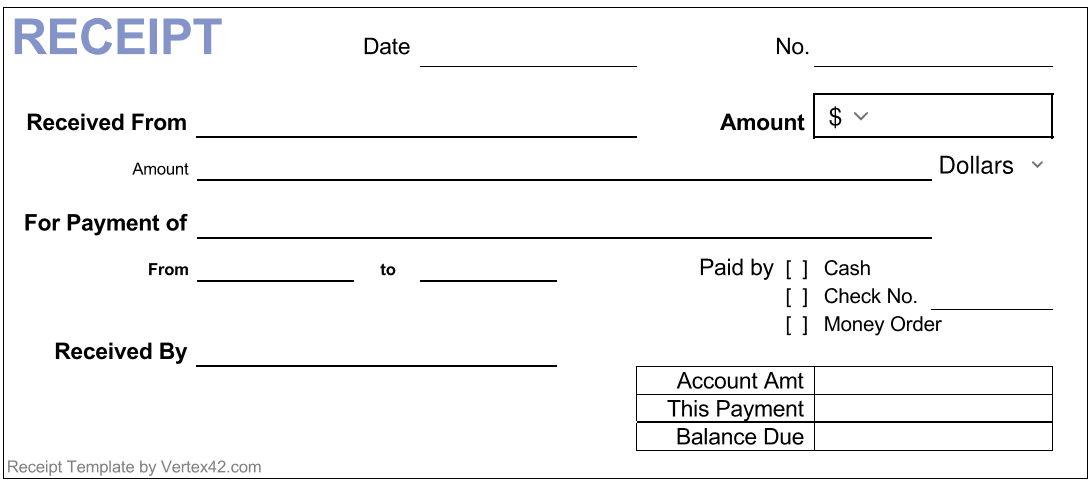 RECEIPT Date No.
Received From Amount $
Amount Dollars
For Payment of
From to Paid by [ ] Cash
[ ] Check No.
[ ] Money Order
Received By
Account Amt
This Payment
Balance Due
Receipt Template by Vertex42.com